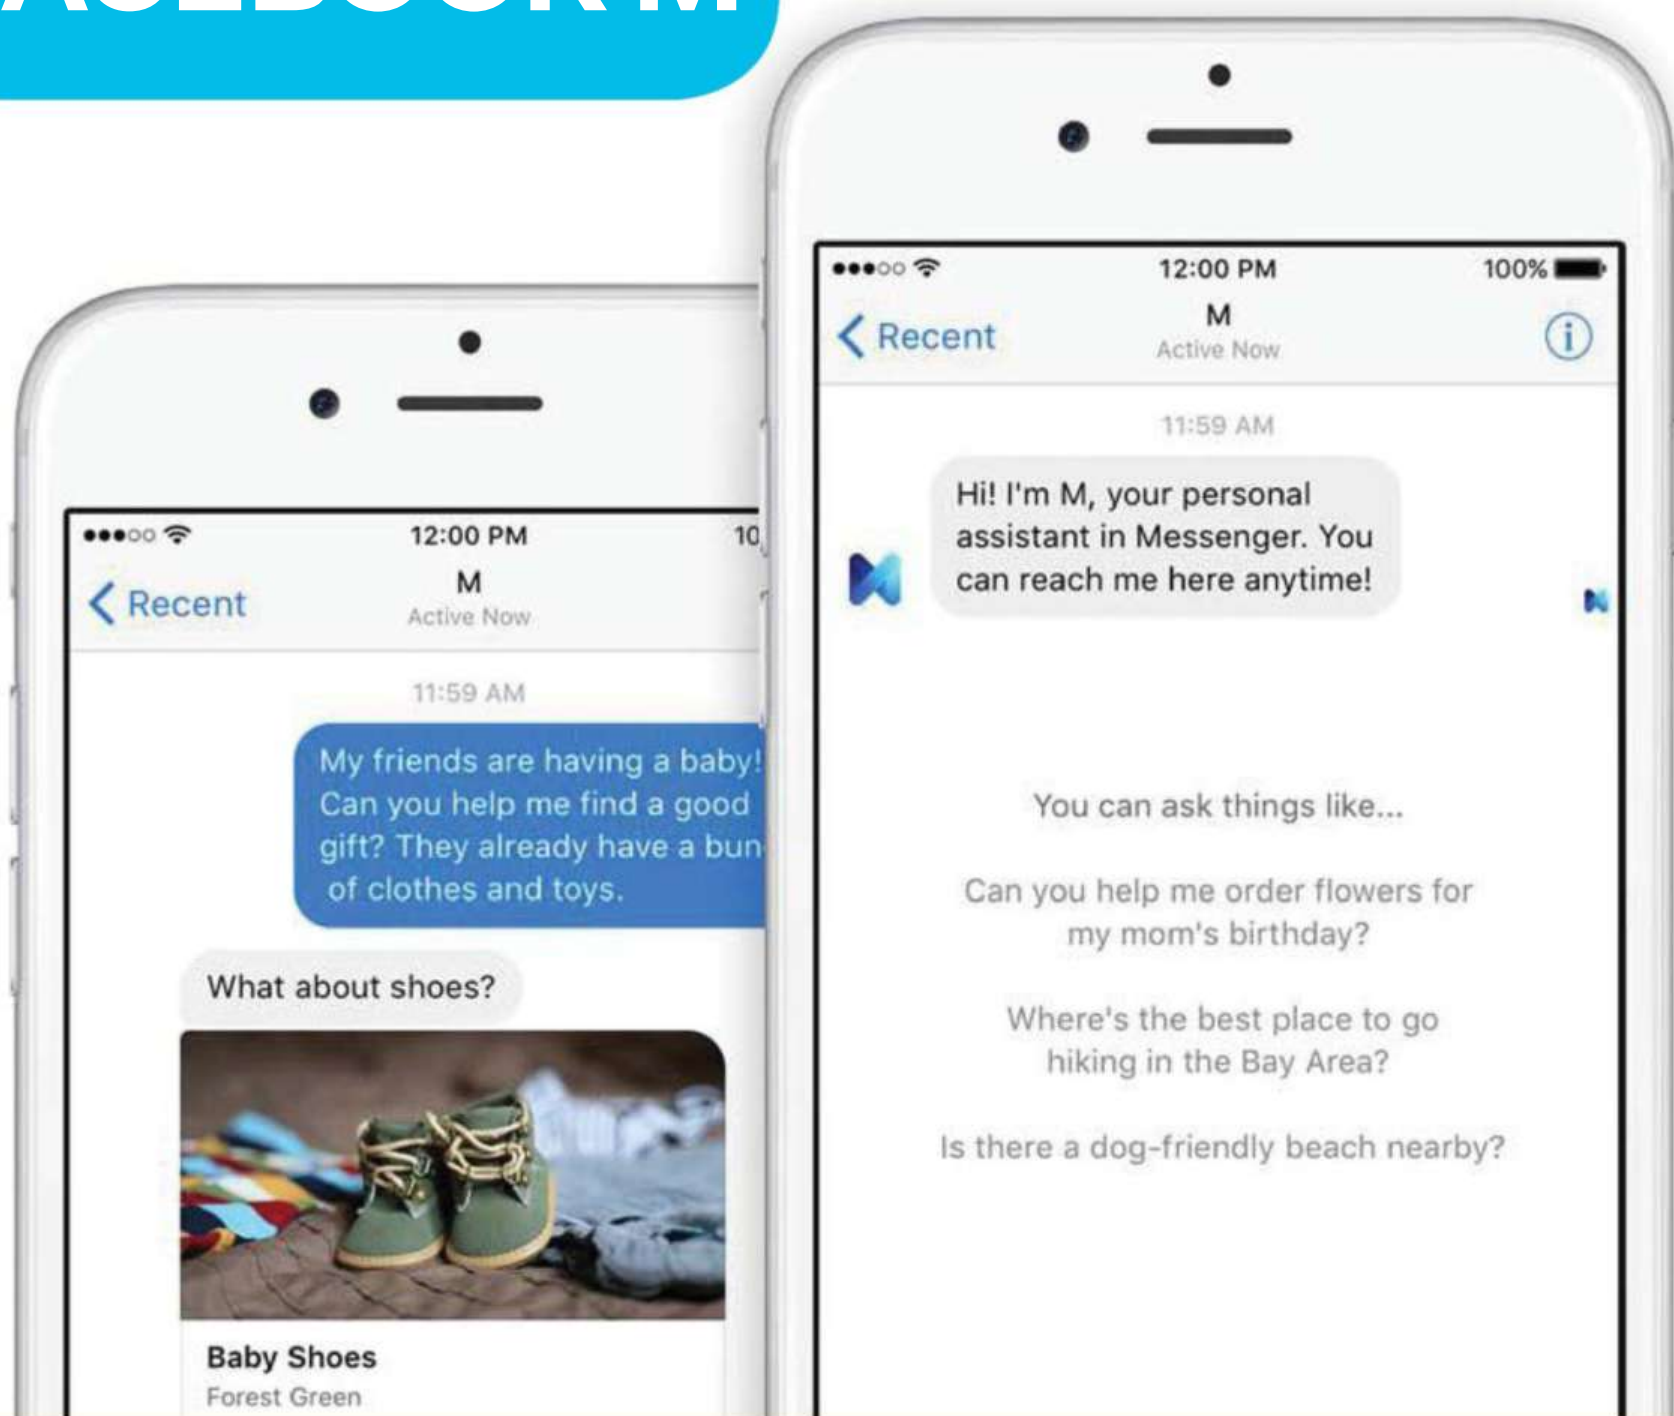 12:00 PM
Recent
M
Active Now
11:59 AM
My friends are having a baby!
Can you help me find a good
gift? They already have a
of clothes and toys.
What about shoes?
Baby Shoes
Forest Green
12:00 PM
100%
Recent
M
Active Now
11:59 AM
Hi! I'm M, your personal
assistant in Messenger. You
can reach me here anytime!
You can ask things like...
Can you help me order flowers for
my mom's birthday?
Where's the best place to go
hiking in the Bay Area?
Is there a dog-friendly beach nearby?